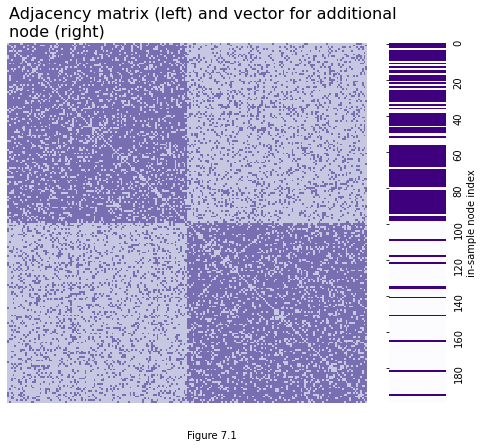 Adjacency matrix (left) and vector for additional
node (right)
0
20
40
60
80
100
120
140
160
180
in-sample node index
Figure 7.1